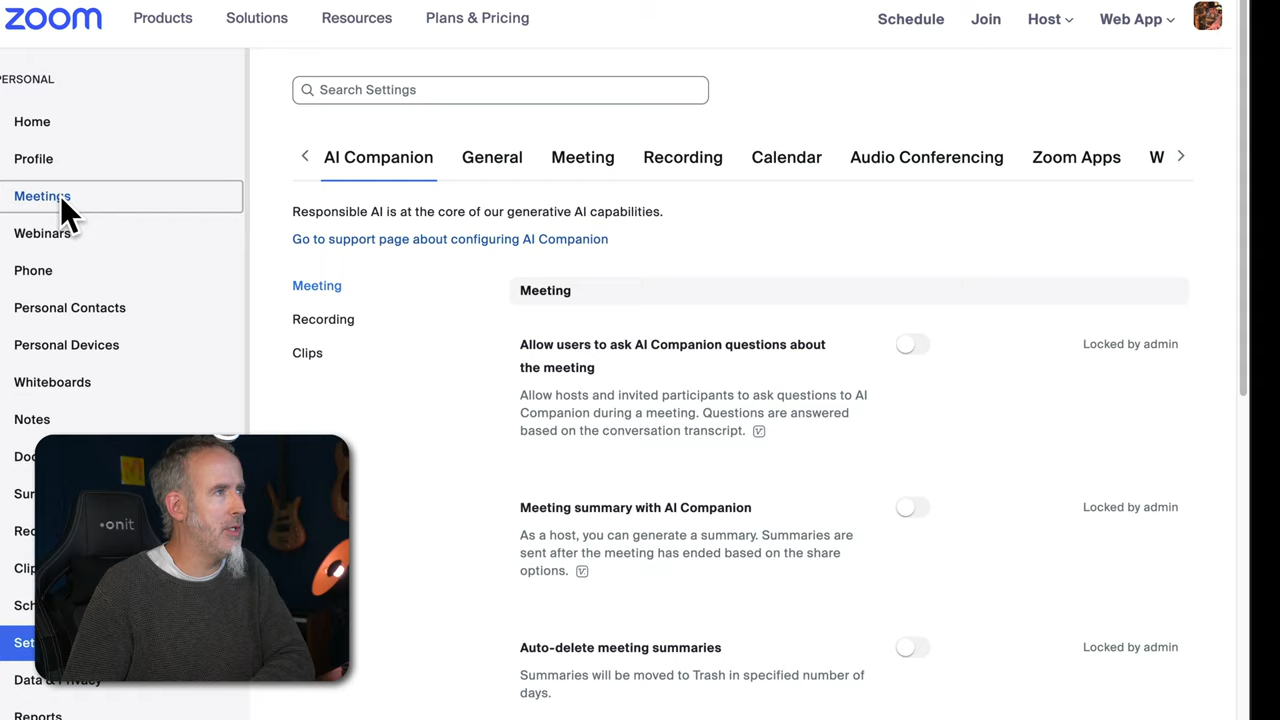 zoom
Products
Solutions
Resources
Plans & Pricing
Schedule
Join
Host
Web App
PERSONAL
Home
Profile
Meetings
Webinars
Phone
Personal Contacts
Personal Devices
Whiteboards
Notes
Data & Privacy
Reports
Search Settings
AI Companion
General
Meeting
Recording
Calendar
Audio Conferencing
Zoom Apps
W
Responsible AI is at the core of our generative AI capabilities.
Go to support page about configuring AI Companion
Meeting
Recording
Clips
Meeting
Allow users to ask AI Companion questions about
the meeting
Locked by admin
Allow hosts and invited participants to ask questions to AI
Companion during a meeting. Questions are answered
based on the conversation transcript.
Meeting summary with AI Companion
Locked by admin
As a host, you can generate a summary. Summaries are
sent after the meeting has ended based on the share
options.
Auto-delete meeting summaries
Locked by admin
Summaries will be moved to Trash in specified number of
days.
onit